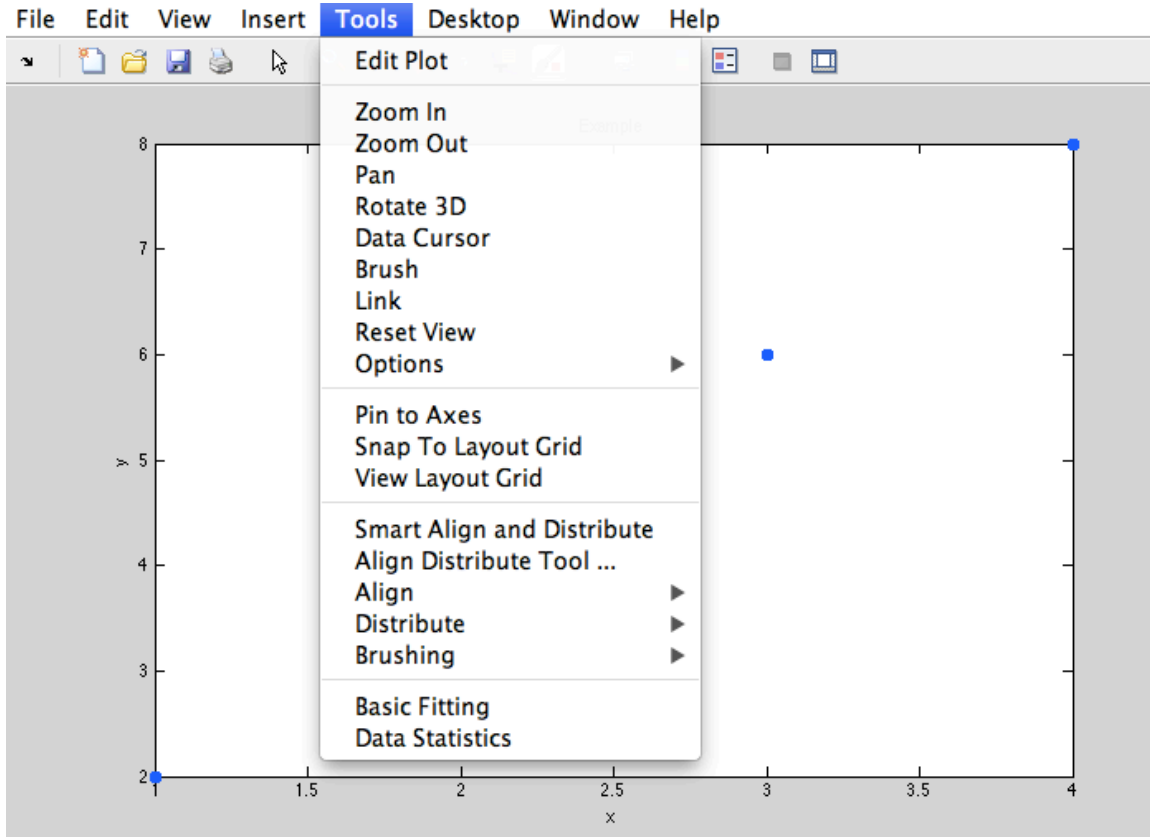 File Edit View Insert Tools Desktop Window Help
Edit Plot
Zoom In
Example
Zoom Out
Pan
Rotate 3D
Data Cursor
Brush
Link
Reset View
Options
Pin to Axes
Snap To Layout Grid
View Layout Grid
Smart Align and Distribute
Align Distribute Tool ...
Align
Distribute
Brushing
Basic Fitting
Data Statistics
8
7
6
5
4
3
2
y
1 1.5 2 2.5 3 3.5 4
x